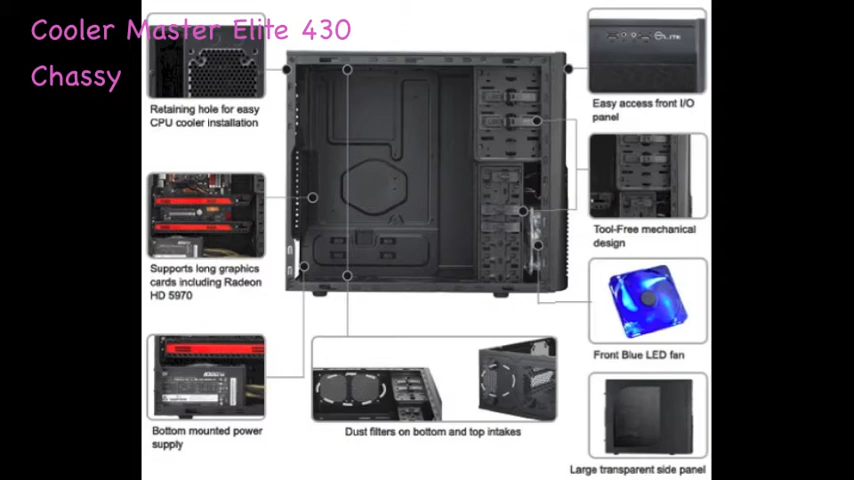 Cooler Master Elite 430
Chassy
Retaining hole for easy
CPU cooler installation
Easy access front I/O
panel
Supports long graphics
cards including Radeon
HD 5970
Tool-Free mechanical
design
Front Blue LED fan
Bottom mounted power
supply
Dust filters on bottom and top intakes
Large transparent side panel